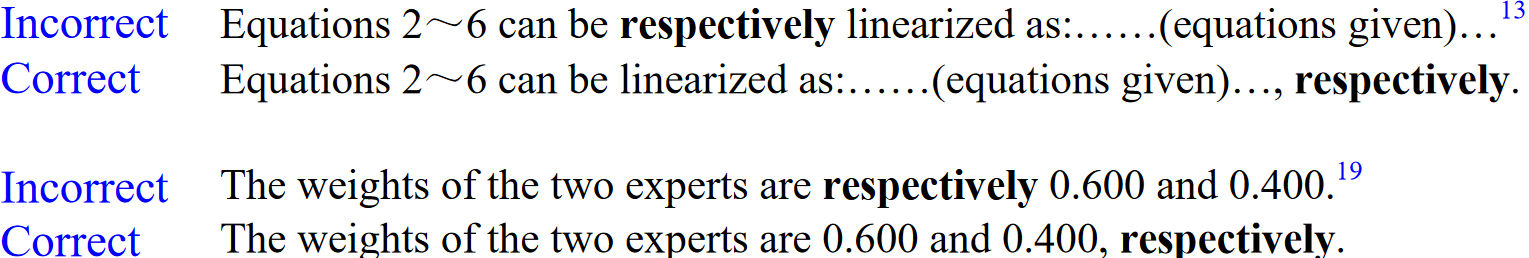 Incorrect Equations 2～6 can be respectively linearized as:……(equations given)…13
Correct Equations 2～6 can be linearized as:……(equations given)…, respectively.
Incorrect The weights of the two experts are respectively 0.600 and 0.400.19
Correct The weights of the two experts are 0.600 and 0.400, respectively.